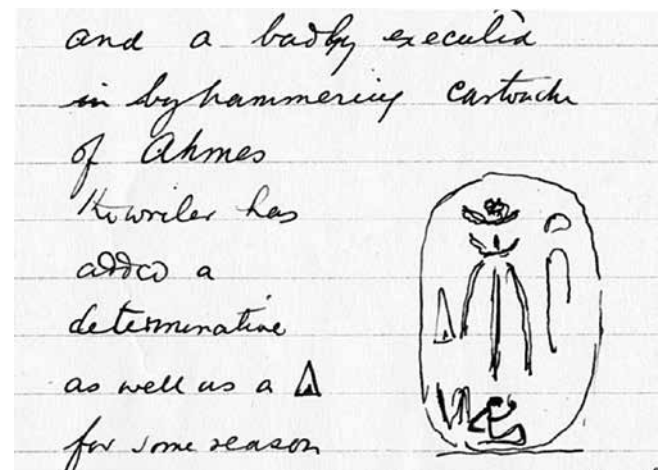 and a badly executed
in by hammering cartouche
of Ahmes
The writer has
added a
determinative
as well as a
for some reason